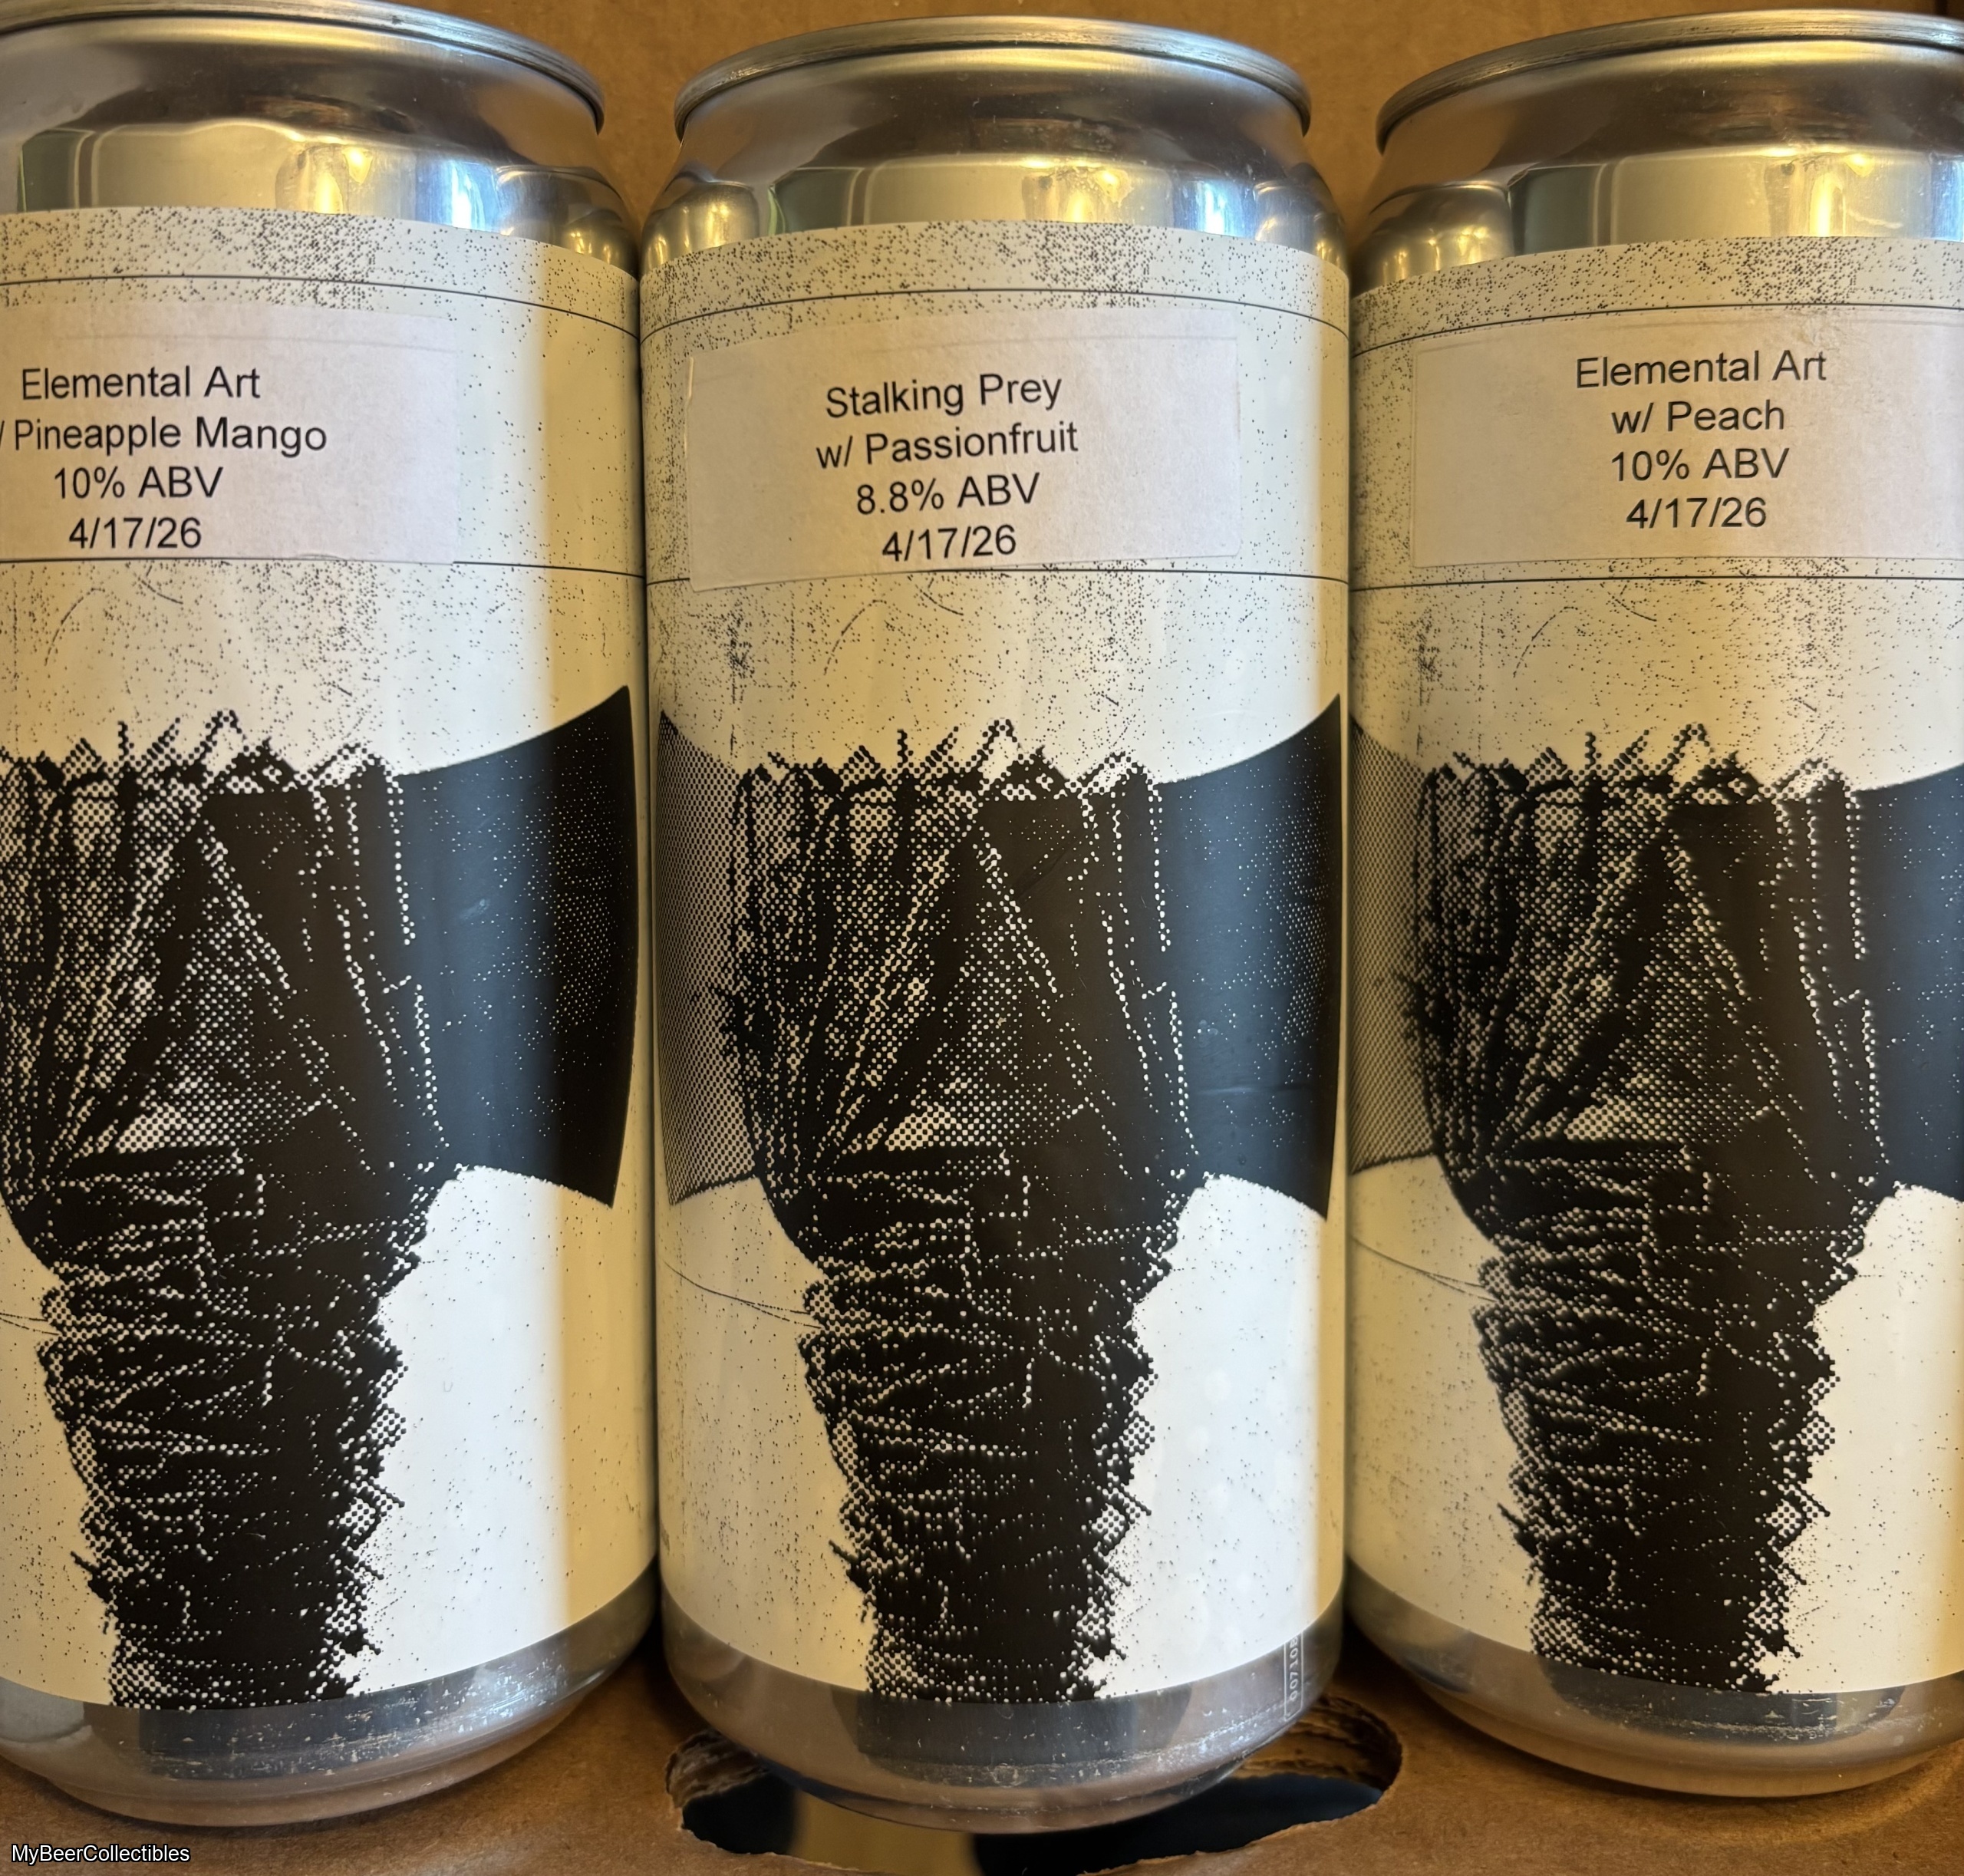 Elemental Art
/ Pineapple Mango
10% ABV
4/17/26
Stalking Prey
w/ Passionfruit
8.8% ABV
4/17/26
Elemental Art
w/ Peach
10% ABV
4/17/26
MyBeerCollectibles